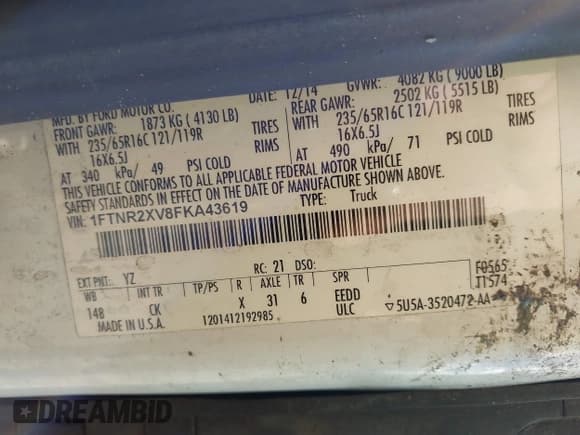 MFD. BY FORD MOTOR CO.
DATE: 12/14 GVWR: 4082 KG ( 9000 LB)
FRONT GAWR: 1873 KG ( 4130 LB) REAR GAWR: 2502 KG ( 5515 LB)
WITH 235/65R16C 121/119R TIRES WITH 235/65R16C 121/119R TIRES
16X6.5J RIMS 16X6.5J RIMS
AT 340 kPa/ 49 PSI COLD AT 490 kPa/ 71 PSI COLD
THIS VEHICLE CONFORMS TO ALL APPLICABLE FEDERAL MOTOR VEHICLE
SAFETY STANDARDS IN EFFECT ON THE DATE OF MANUFACTURE SHOWN ABOVE.
VIN: 1FTNR2XV8FKA43619 TYPE: Truck
F0565
EXT PNT: YZ RC: 21 DSO: T1574
WB INT TR TP/PS R AXLE TR SPR
148 CK X 31 6 EEDD
MADE IN U.S.A. 1201412192985 ULC ▽5U5A-3520472-AA
DREAMBID